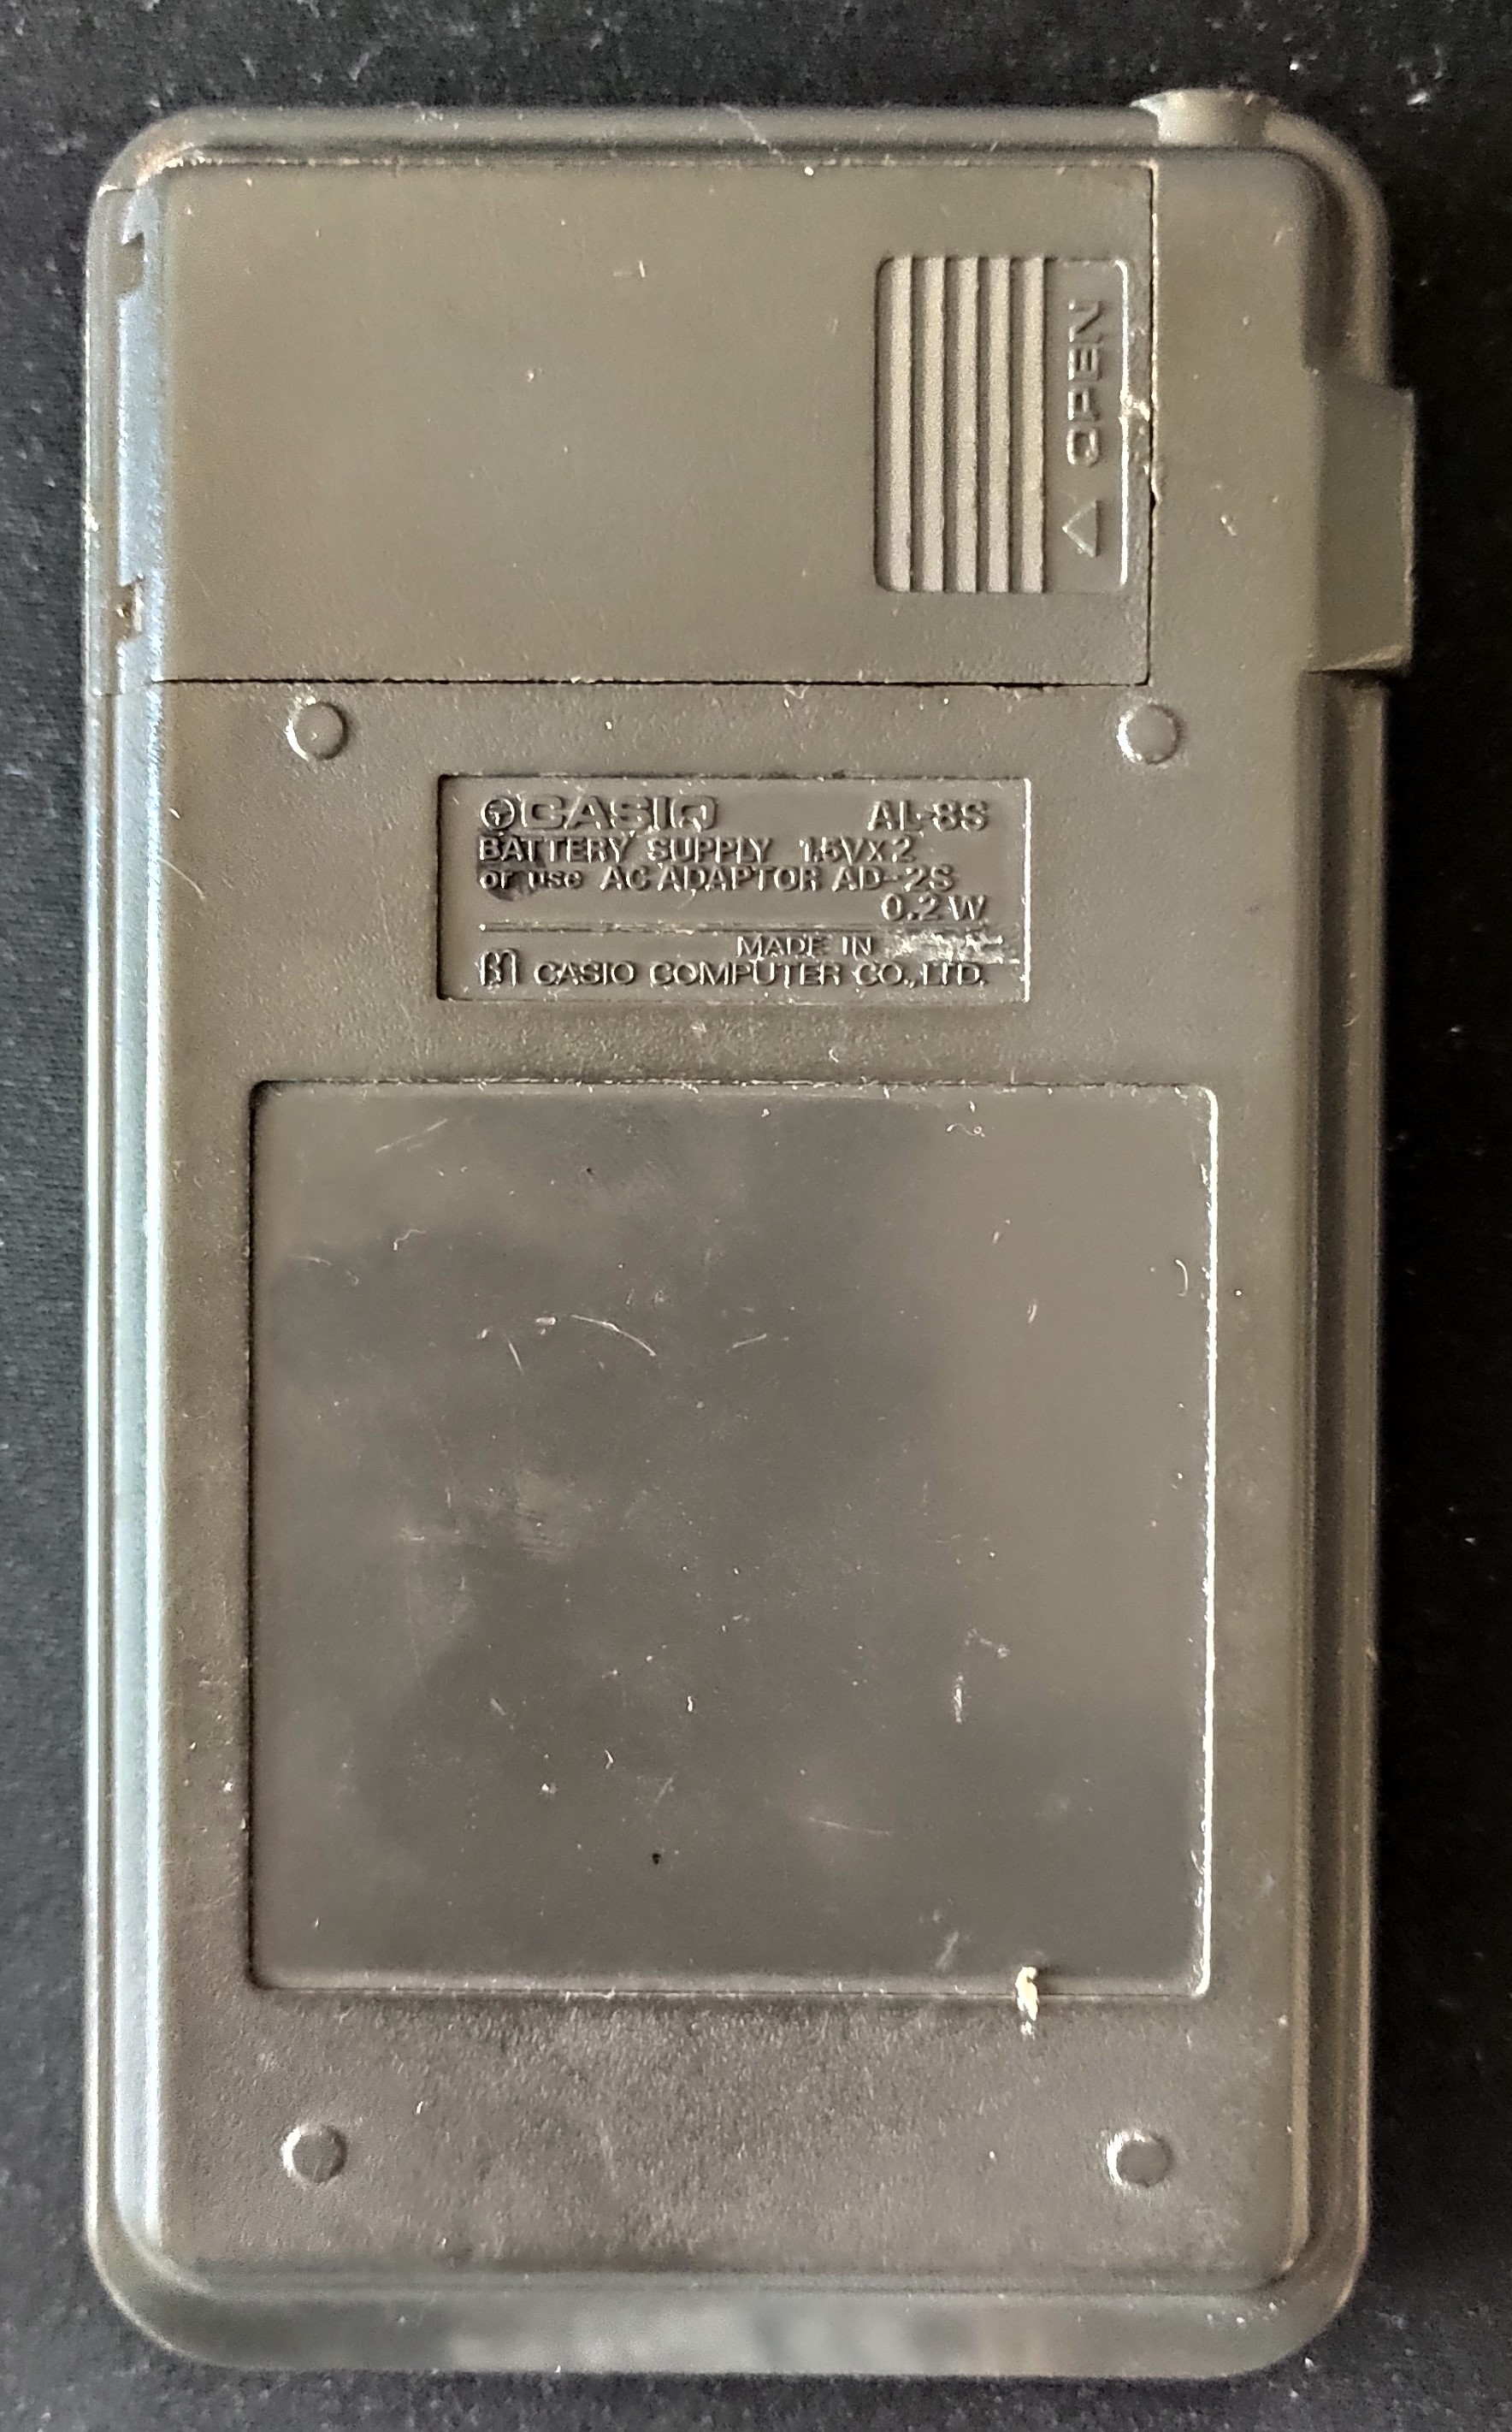 OPEN
CASIO AL-8S
BATTERY SUPPLY 1.5V×2
or use AC ADAPTOR AD-2S
0.2W
MADE IN
CASIO COMPUTER CO., LTD.